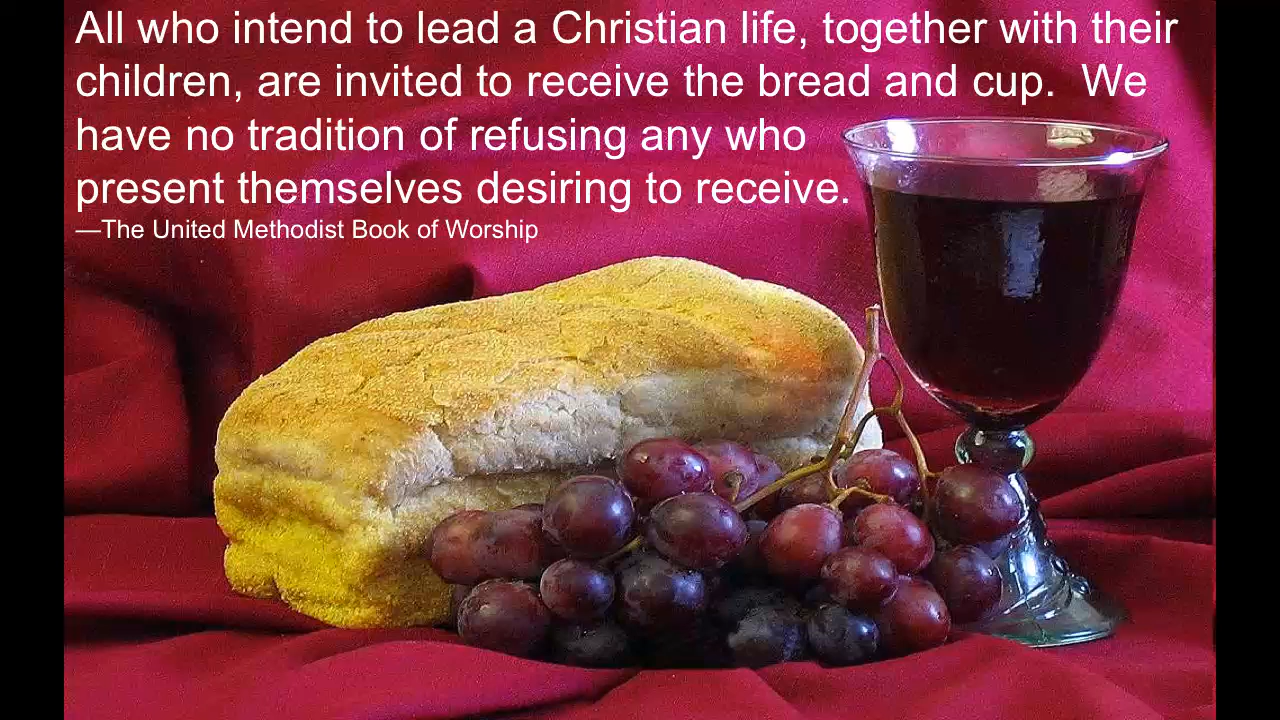 All who intend to lead a Christian life, together with their
children, are invited to receive the bread and cup.  We
have no tradition of refusing any who
present themselves desiring to receive.
—The United Methodist Book of Worship